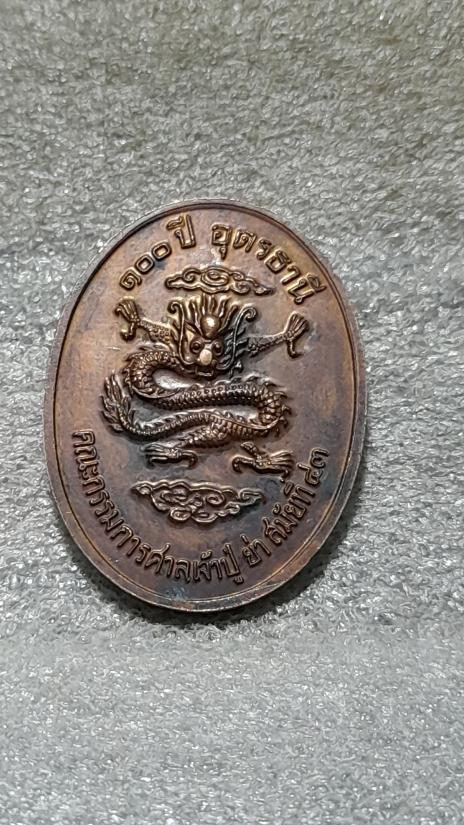 ๑๐๐ ปี อุดรธานี
คณะกรรมการศาลเจ้าปู่ ย่า สมัยที่ ๔๓